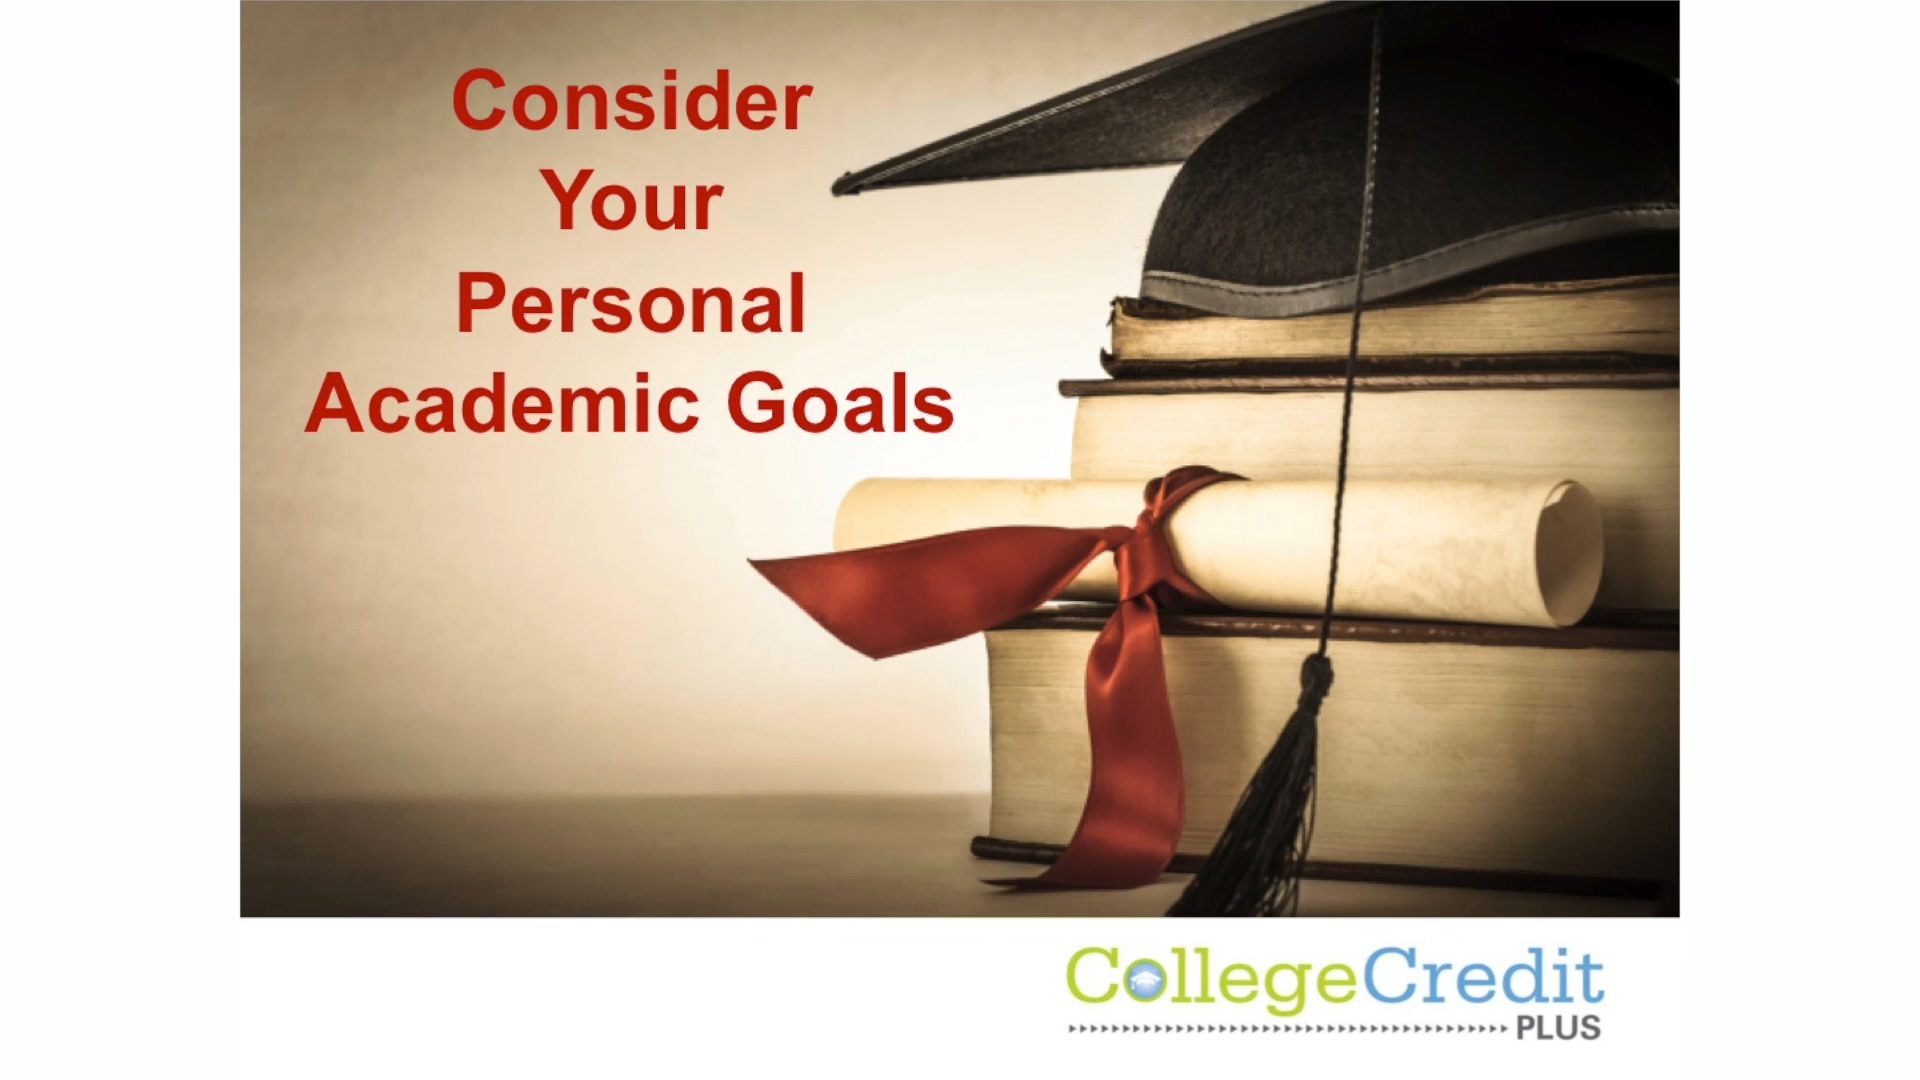 Consider
Your
Personal
Academic Goals
CollegeCredit
PLUS